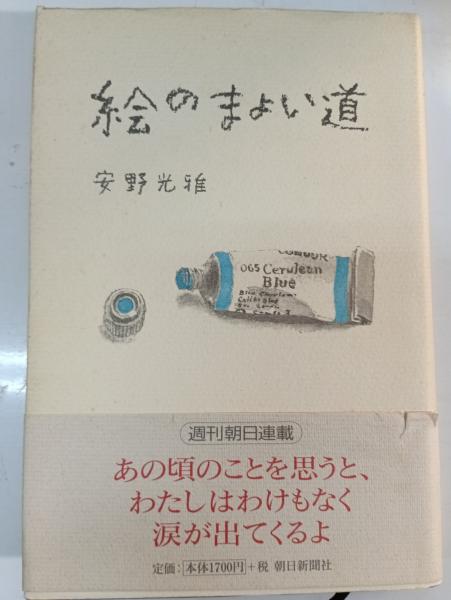 絵のまよい道
安野光雅
065 Cerulean
Blue
週刊朝日連載
あの頃のことを思うと、
わたしはわけもなく
涙が出てくるよ
定価：本体1700円＋税 朝日新聞社